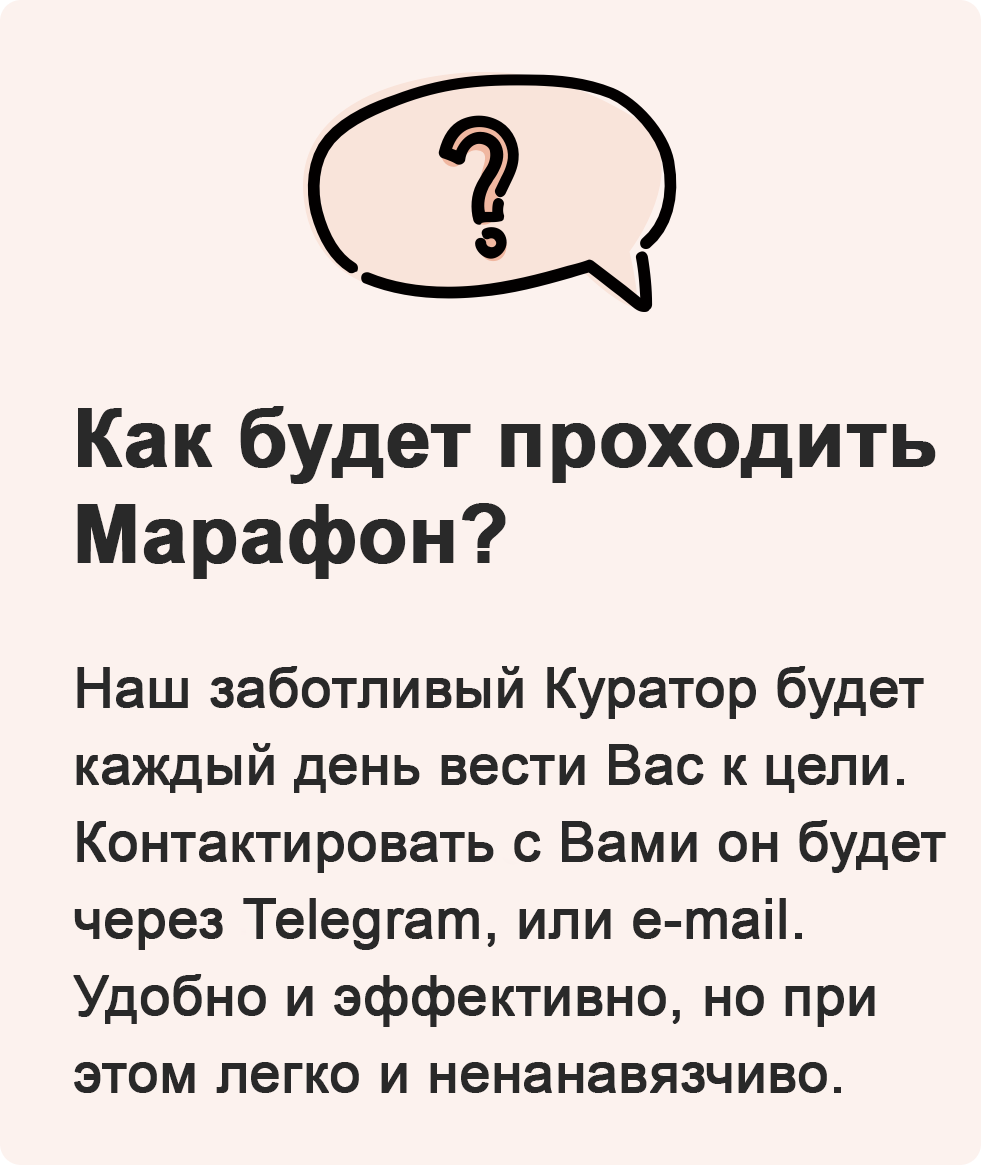 Как будет проходить
Марафон?
Наш заботливый Куратор будет
каждый день вести Вас к цели.
Контактировать с Вами он будет
через Telegram, или e-mail.
Удобно и эффективно, но при
этом легко и ненанавязчиво.